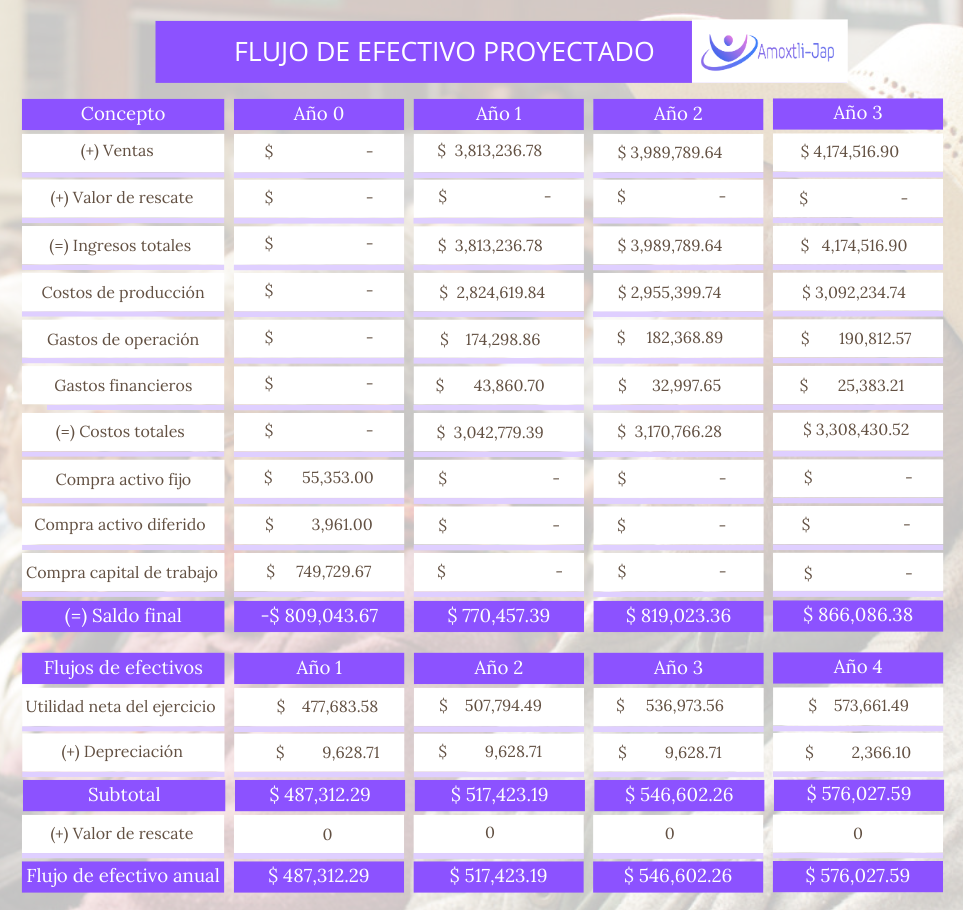 FLUJO DE EFECTIVO PROYECTADO Amoxtli-Jap
Concepto Año 0 Año 1 Año 2 Año 3
(+) Ventas $ - $ 3,813,236.78 $ 3,989,789.64 $ 4,174,516.90
(+) Valor de rescate $ - $ - $ - $ -
(=) Ingresos totales $ - $ 3,813,236.78 $ 3,989,789.64 $ 4,174,516.90
Costos de producción $ - $ 2,824,619.84 $ 2,955,399.74 $ 3,092,234.74
Gastos de operación $ - $ 174,298.86 $ 182,368.89 $ 190,812.57
Gastos financieros $ - $ 43,860.70 $ 32,997.65 $ 25,383.21
(=) Costos totales $ - $ 3,042,779.39 $ 3,170,766.28 $ 3,308,430.52
Compra activo fijo $ 55,353.00 $ - $ - $ -
Compra activo diferido $ 3,961.00 $ - $ - $ -
Compra capital de trabajo $ 749,729.67 $ - $ - $ -
(=) Saldo final -$ 809,043.67 $ 770,457.39 $ 819,023.36 $ 866,086.38
Flujos de efectivos Año 1 Año 2 Año 3 Año 4
Utilidad neta del ejercicio $ 477,683.58 $ 507,794.49 $ 536,973.56 $ 573,661.49
(+) Depreciación $ 9,628.71 $ 9,628.71 $ 9,628.71 $ 2,366.10
Subtotal $ 487,312.29 $ 517,423.19 $ 546,602.26 $ 576,027.59
(+) Valor de rescate 0 0 0 0
Flujo de efectivo anual $ 487,312.29 $ 517,423.19 $ 546,602.26 $ 576,027.59